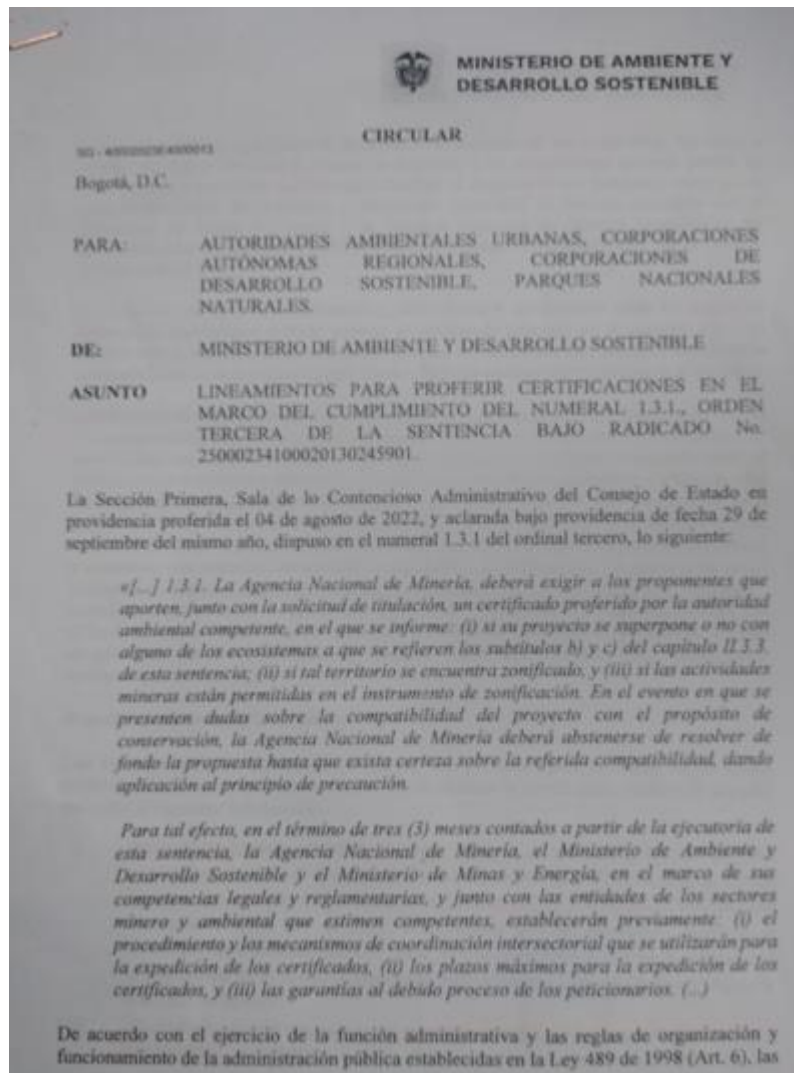 MINISTERIO DE AMBIENTE Y
DESARROLLO SOSTENIBLE
CIRCULAR
Bogotá, D.C.
PARA: AUTORIDADES AMBIENTALES URBANAS, CORPORACIONES
AUTÓNOMAS REGIONALES, CORPORACIONES DE
DESARROLLO SOSTENIBLE, PARQUES NACIONALES
NATURALES.
DE: MINISTERIO DE AMBIENTE Y DESARROLLO SOSTENIBLE
ASUNTO LINEAMIENTOS PARA PROFERIR CERTIFICACIONES EN EL
MARCO DEL CUMPLIMIENTO DEL NUMERAL 1.3.1., ORDEN
TERCERA DE LA SENTENCIA BAJO RADICADO No.
25000234100020130245901.
La Sección Primera, Sala de lo Contencioso Administrativo del Consejo de Estado en
providencia proferida el 04 de agosto de 2022, y aclarada bajo providencia de fecha 29 de
septiembre del mismo año, dispuso en el numeral 1.3.1 del ordinal tercero, lo siguiente:
«[...] 1.3.1. La Agencia Nacional de Minería, deberá exigir a los proponentes que
aporten, junto con la solicitud de titulación, un certificado proferido por la autoridad
ambiental competente, en el que se informe: (i) si su proyecto se superpone o no con
alguno de los ecosistemas a que se refieren los subtítulos b) y c) del capítulo II.3.3.
de esta sentencia; (ii) si tal territorio se encuentra zonificado, y (iii) si las actividades
mineras están permitidas en el instrumento de zonificación. En el evento en que se
presenten dudas sobre la compatibilidad del proyecto con el propósito de
conservación, la Agencia Nacional de Minería deberá abstenerse de resolver de
fondo la propuesta hasta que exista certeza sobre la referida compatibilidad, dando
aplicación al principio de precaución.
Para tal efecto, en el término de tres (3) meses contados a partir de la ejecutoria de
esta sentencia, la Agencia Nacional de Minería, el Ministerio de Ambiente y
Desarrollo Sostenible y el Ministerio de Minas y Energía, en el marco de sus
competencias legales y reglamentarias, y junto con las entidades de los sectores
minero y ambiental que estimen competentes, establecerán previamente: (i) el
procedimiento y los mecanismos de coordinación intersectorial que se utilizarán para
la expedición de los certificados, (ii) los plazos máximos para la expedición de los
certificados, y (iii) las garantías al debido proceso de los peticionarios. (...)
De acuerdo con el ejercicio de la función administrativa y las reglas de organización y
funcionamiento de la administración pública establecidas en la Ley 489 de 1998 (Art. 6), las